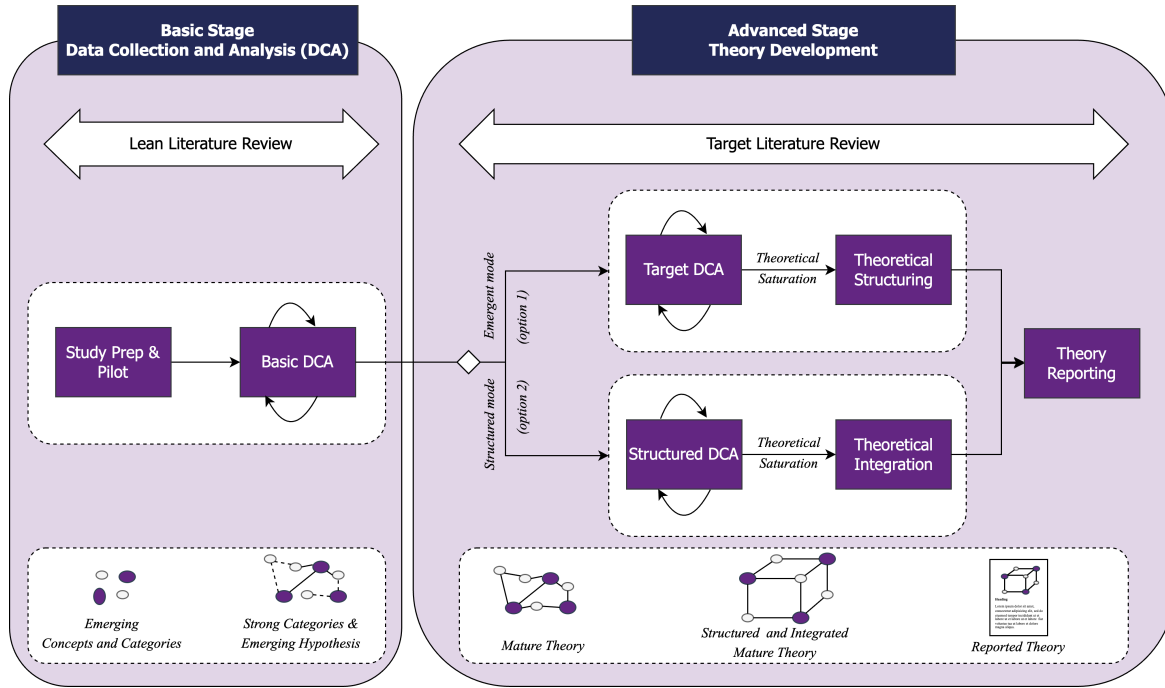 Basic Stage
Data Collection and Analysis (DCA)
Advanced Stage
Theory Development
Lean Literature Review
Target Literature Review
Study Prep &
Pilot
Basic DCA
Emergent mode
(option 1)
Structured mode
(option 2)
Target DCA
Theoretical
Saturation
Theoretical
Structuring
Structured DCA
Theoretical
Saturation
Theoretical
Integration
Theory
Reporting
Emerging
Concepts and Categories
Strong Categories &
Emerging Hypothesis
Mature Theory
Structured and Integrated
Mature Theory
Heading
Reported Theory